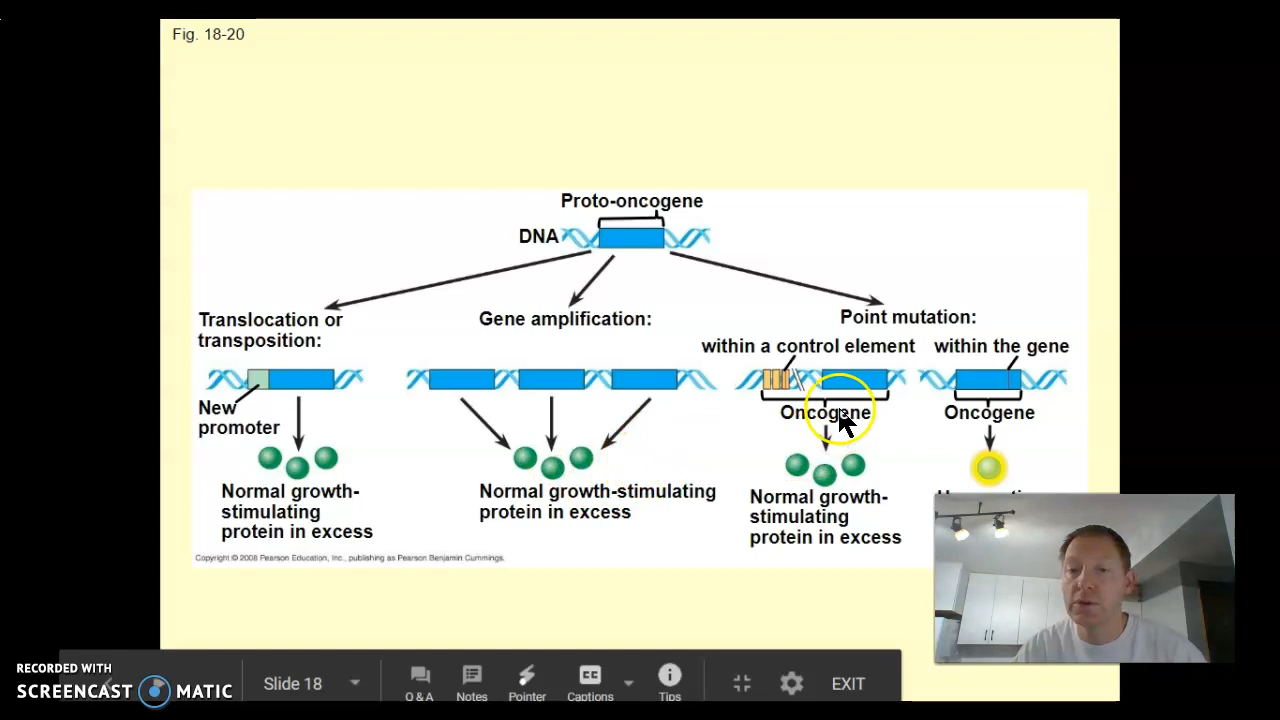 Fig. 18-20
Proto-oncogene
DNA
Translocation or
transposition:
Gene amplification:
Point mutation:
within a control element
within the gene
New
promoter
Oncogene
Oncogene
Normal growth-
stimulating
protein in excess
Normal growth-stimulating
protein in excess
Normal growth-
stimulating
protein in excess
Copyright © 2008 Pearson Education, Inc., publishing as Pearson Benjamin Cummings.
RECORDED WITH
SCREENCAST MATIC
Slide 18
Q & A
Notes
Pointer
Captions
Tips
EXIT